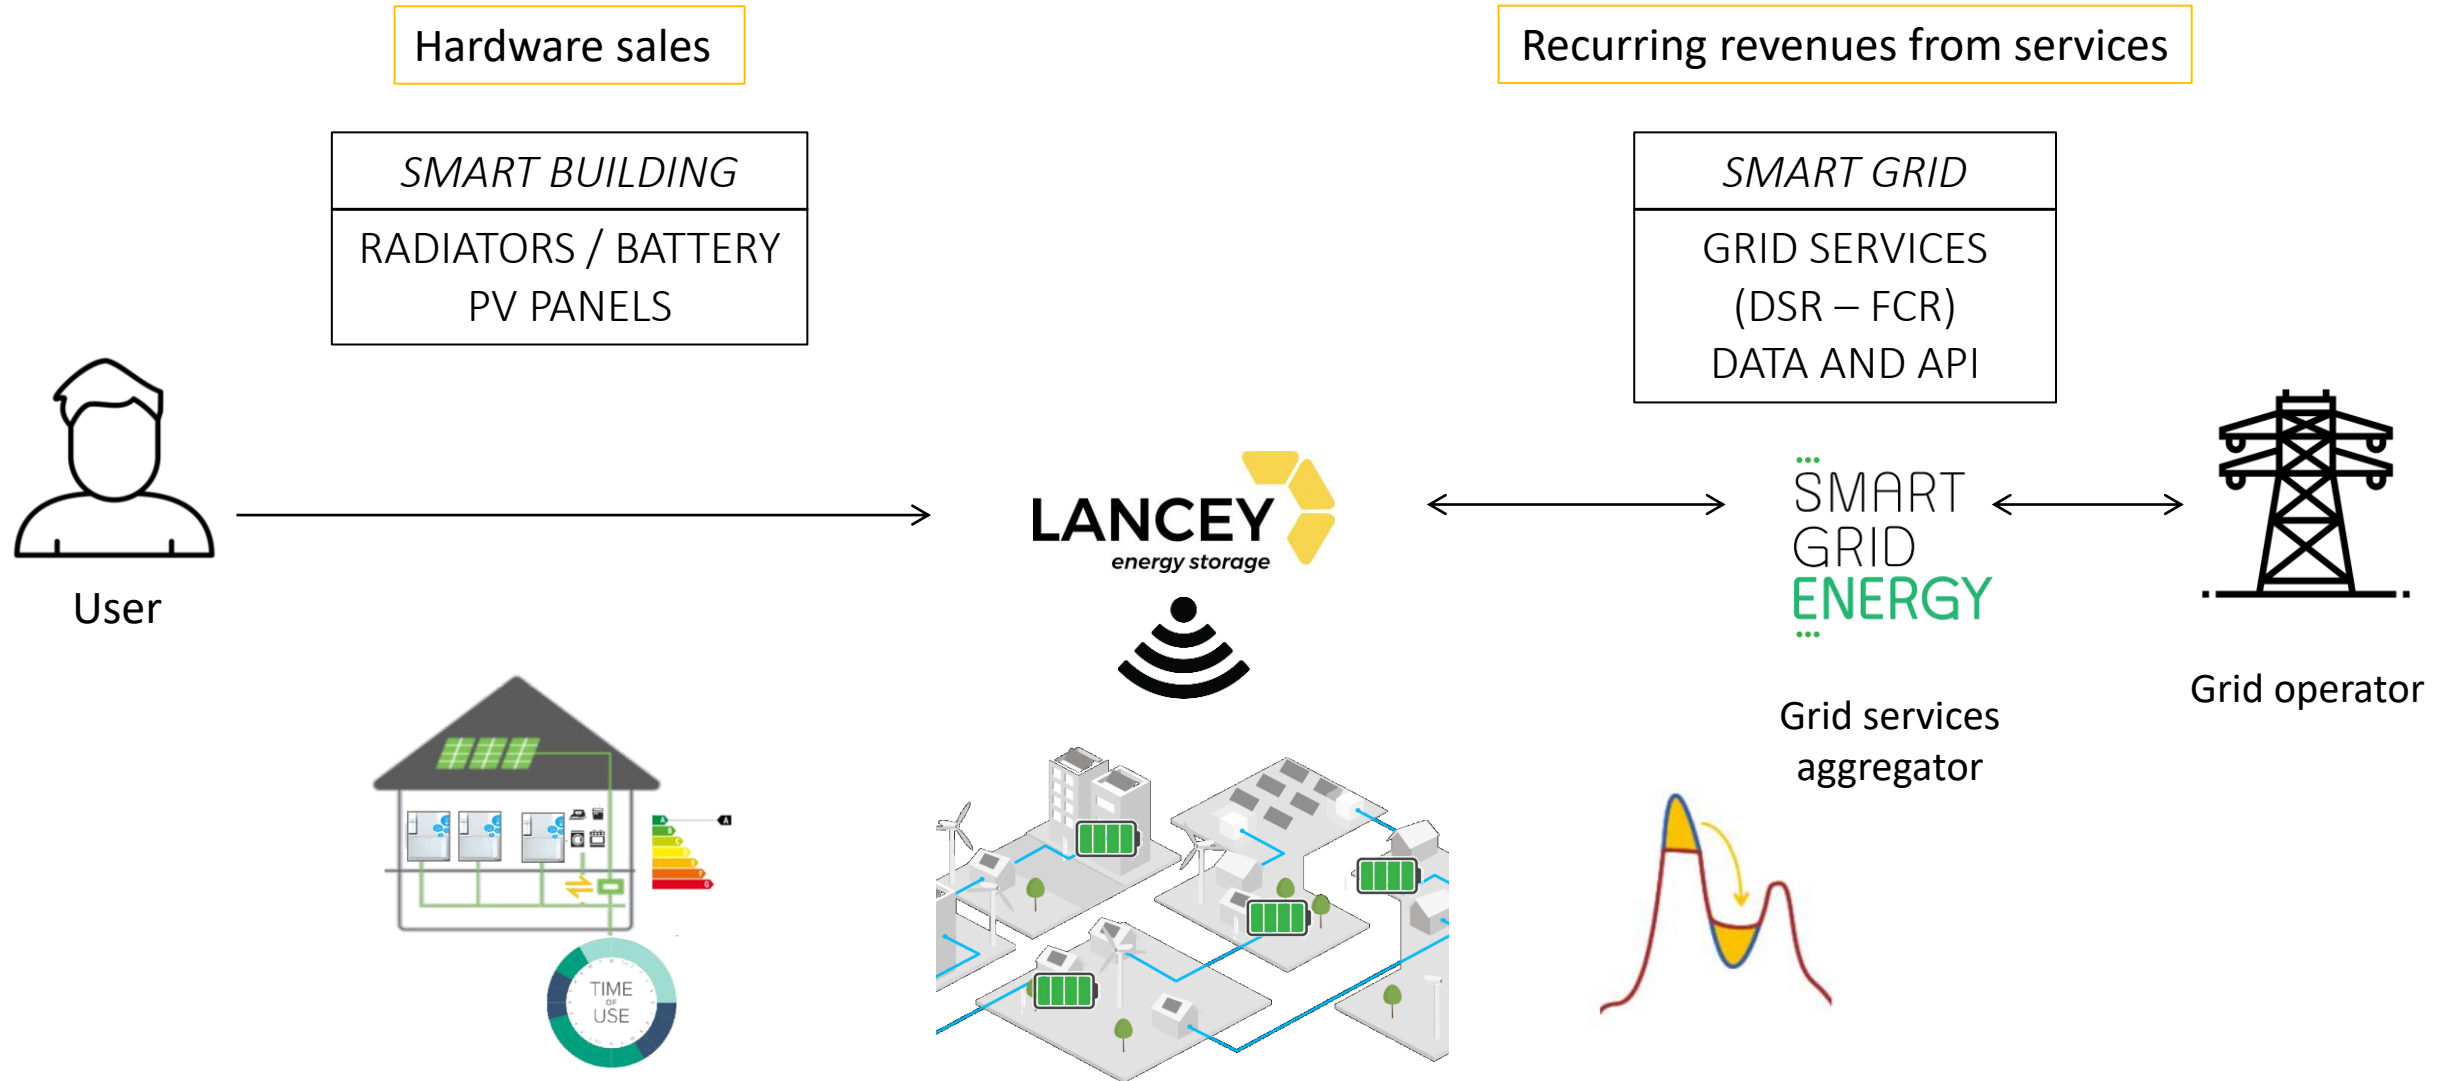 Hardware sales
Recurring revenues from services
SMART BUILDING
RADIATORS / BATTERY
PV PANELS
SMART GRID
GRID SERVICES
(DSR – FCR)
DATA AND API
User
LANCEY
energy storage
SMART
GRID
ENERGY
Grid services
aggregator
Grid operator
A
A
G
TIME
OF
USE